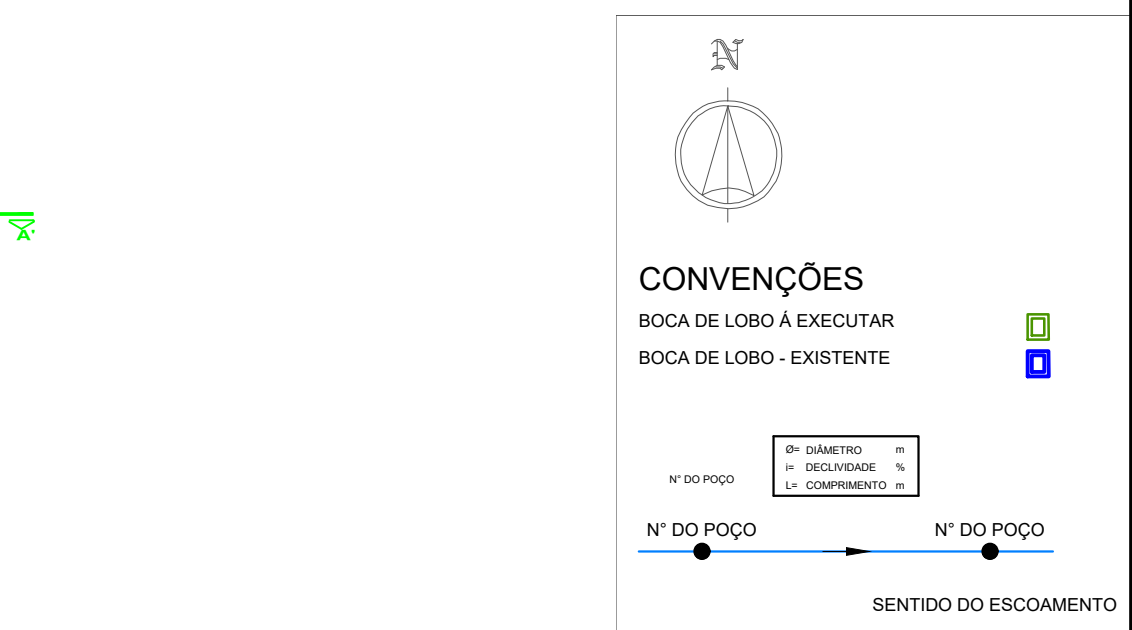 N
A'
CONVENÇÕES
BOCA DE LOBO Á EXECUTAR
BOCA DE LOBO - EXISTENTE
Ø= DIÂMETRO m
i= DECLIVIDADE %
L= COMPRIMENTO m
N° DO POÇO
N° DO POÇO N° DO POÇO
SENTIDO DO ESCOAMENTO